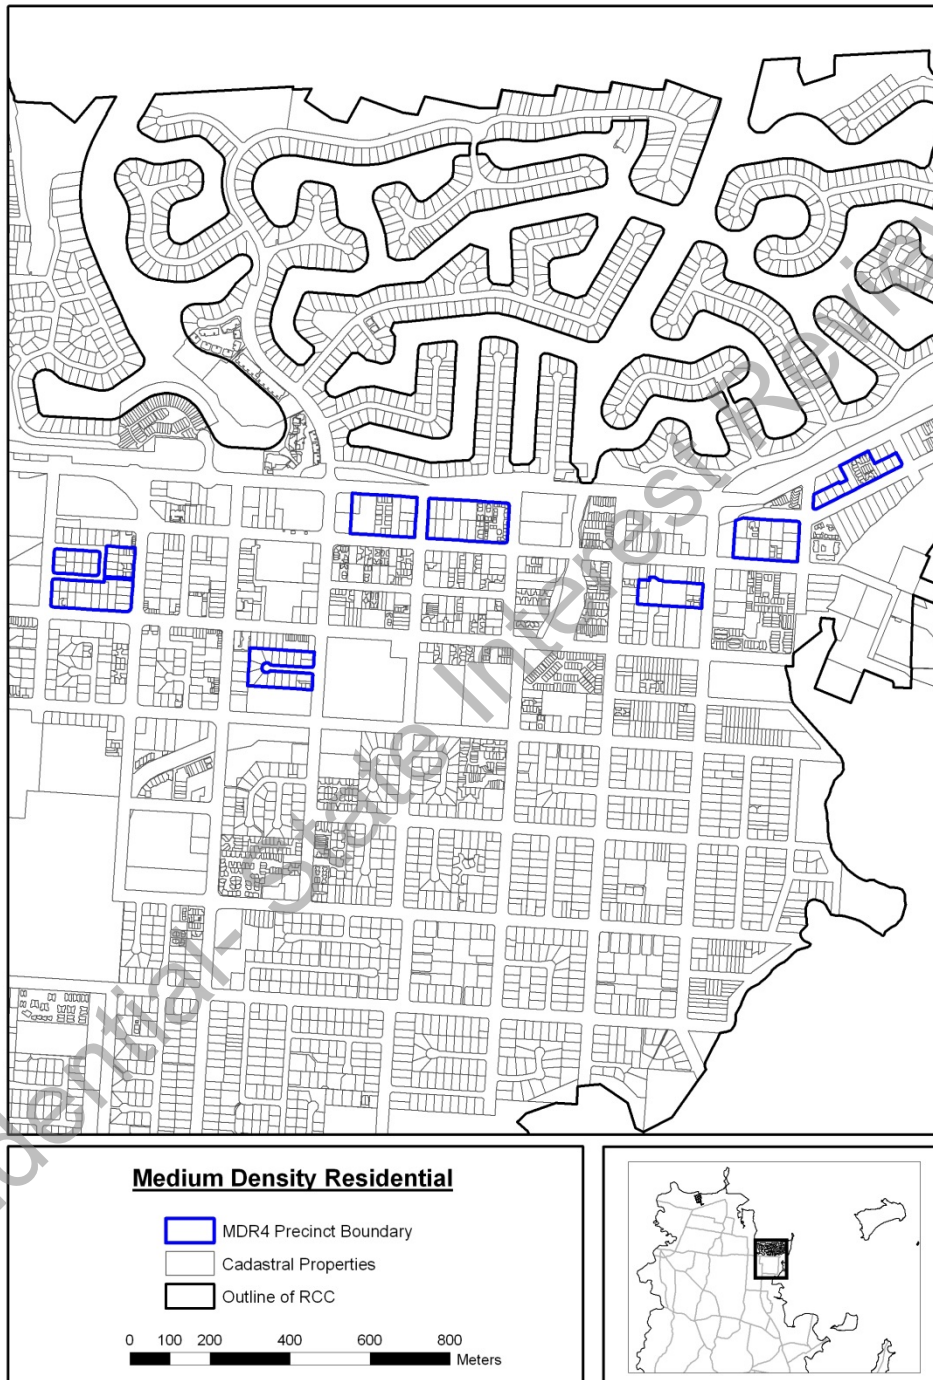 idential- State Interest Review
Medium Density Residential
MDR4 Precinct Boundary
Cadastral Properties
Outline of RCC
0 100 200 400 600 800
Meters